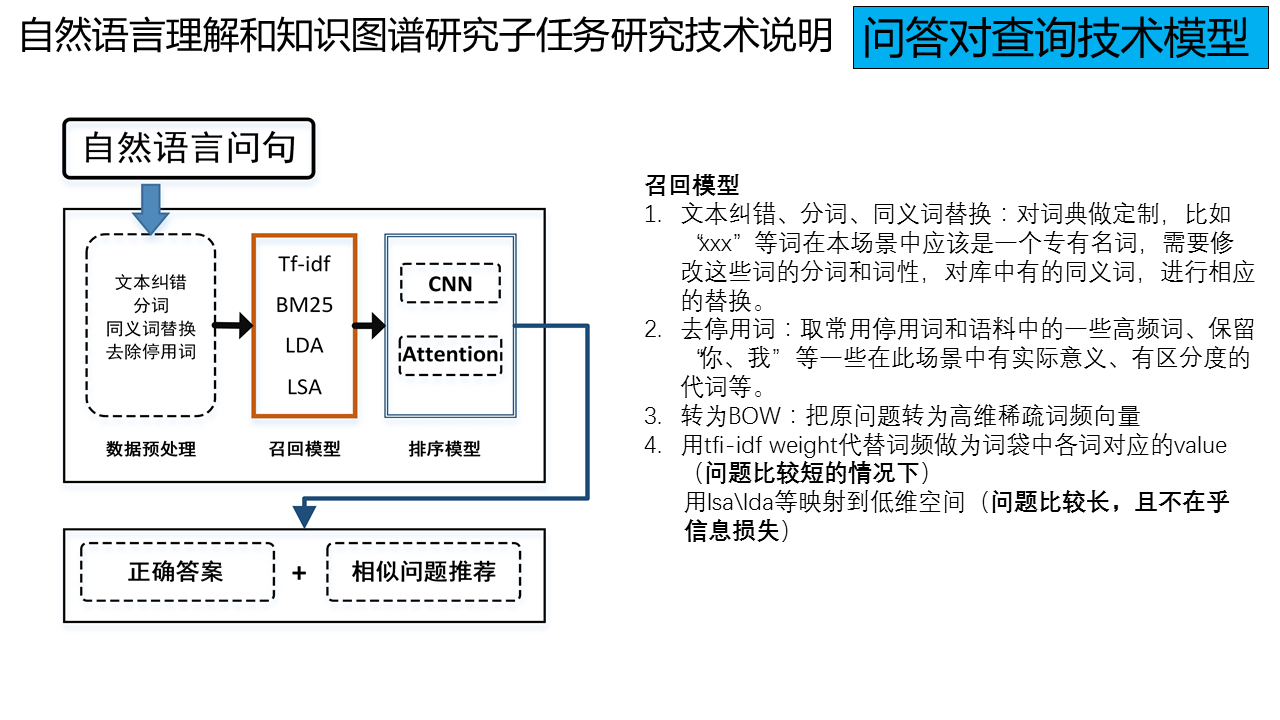 自然语言理解和知识图谱研究子任务研究技术说明
问答对查询技术模型
自然语言问句
文本纠错
分词
同义词替换
去除停用词
数据预处理
Tf-idf
BM25
LDA
LSA
召回模型
CNN
Attention
排序模型
正确答案
+
相似问题推荐
召回模型
1. 文本纠错、分词、同义词替换：对词典做定制，比如
“xxx”等词在本场景中应该是一个专有名词，需要修
改这些词的分词和词性，对库中有的同义词，进行相应
的替换。
2. 去停用词：取常用停用词和语料中的一些高频词、保留
“你、我”等一些在此场景中有实际意义、有区分度的
代词等。
3. 转为BOW：把原问题转为高维稀疏词频向量
4. 用tfi-idf weight代替词频做为词袋中各词对应的value
（问题比较短的情况下）
用lsa\lda等映射到低维空间（问题比较长，且不在乎
信息损失）